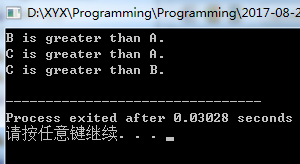 D:\XYX\Programming\Programming\2017-08-2
B is greater than A.
C is greater than A.
C is greater than B.
--------------------------------
Process exited after 0.03028 seconds
请按任意键继续. . .